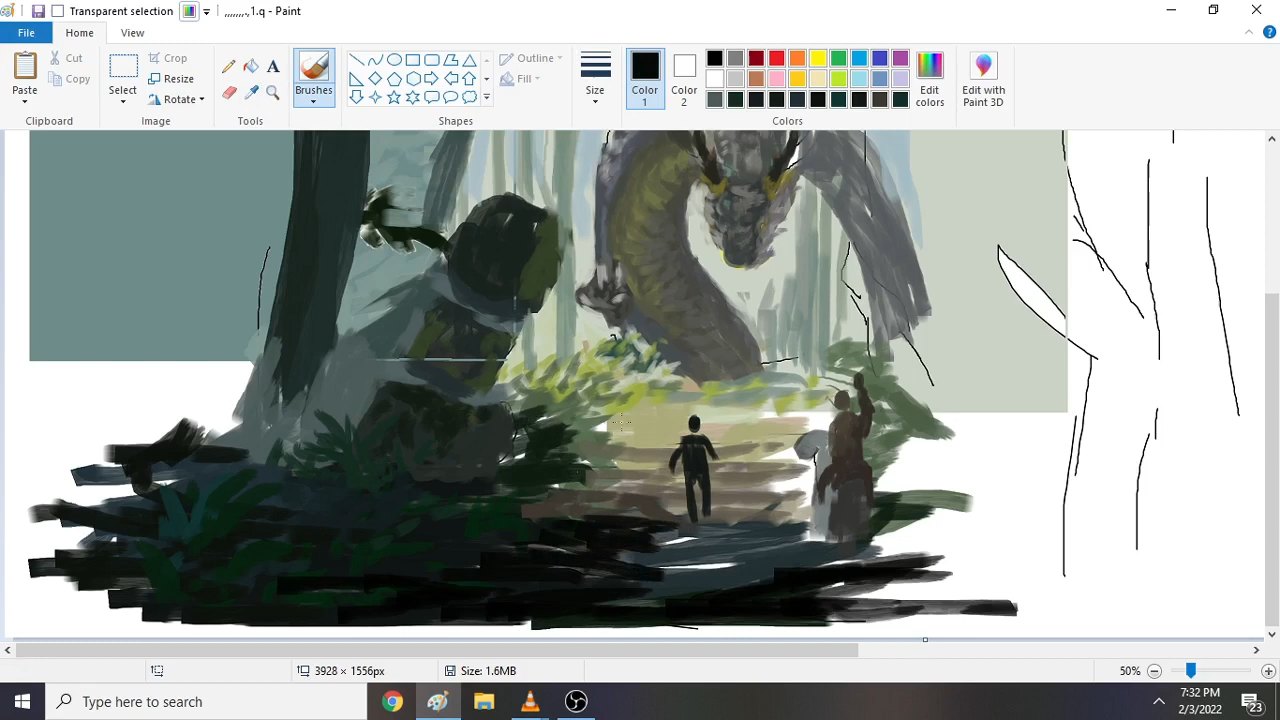 Transparent selection
,,,,,,,,1.q - Paint
File
Home
View
Paste
Cut
Copy
Clipboard
Select
Crop
Resize
Rotate
Image
A
Tools
Brushes
Outline
Fill
Shapes
Size
Color 1
Color 2
Edit colors
Edit with Paint 3D
Colors
3928 × 1556px
Size: 1.6MB
50%
Type here to search
7:32 PM
2/3/2022
23